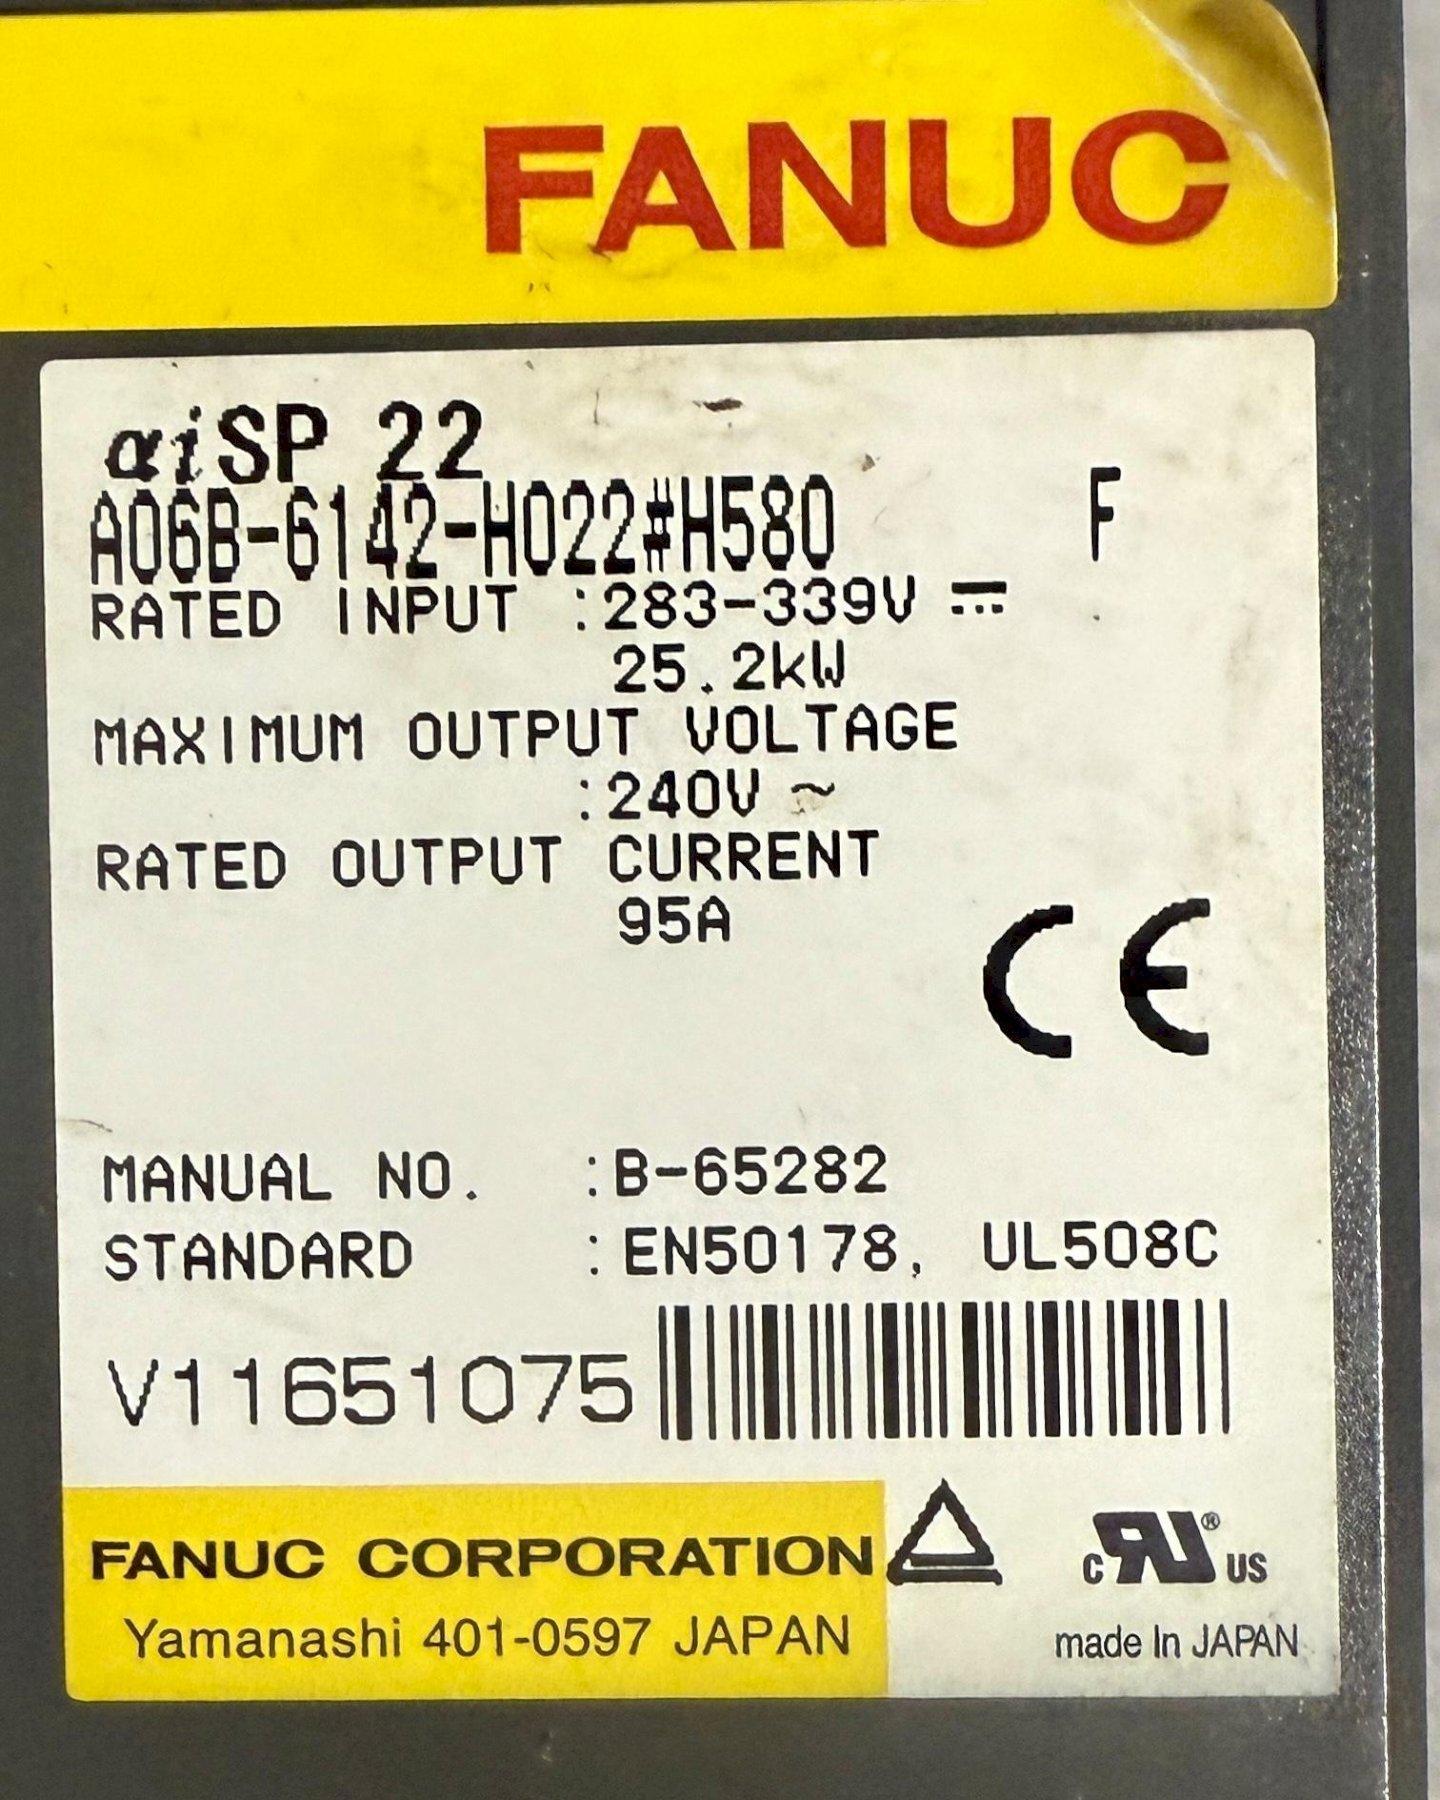 FANUC
αiSP 22
A06B-6142-H022#H580 F
RATED INPUT :283-339V ⎓
25.2kW
MAXIMUM OUTPUT VOLTAGE
:240V ~
RATED OUTPUT CURRENT
95A
CE
MANUAL NO. :B-65282
STANDARD :EN50178, UL508C
V11651075
FANUC CORPORATION
Yamanashi 401-0597 JAPAN
c RU ® US
made In JAPAN